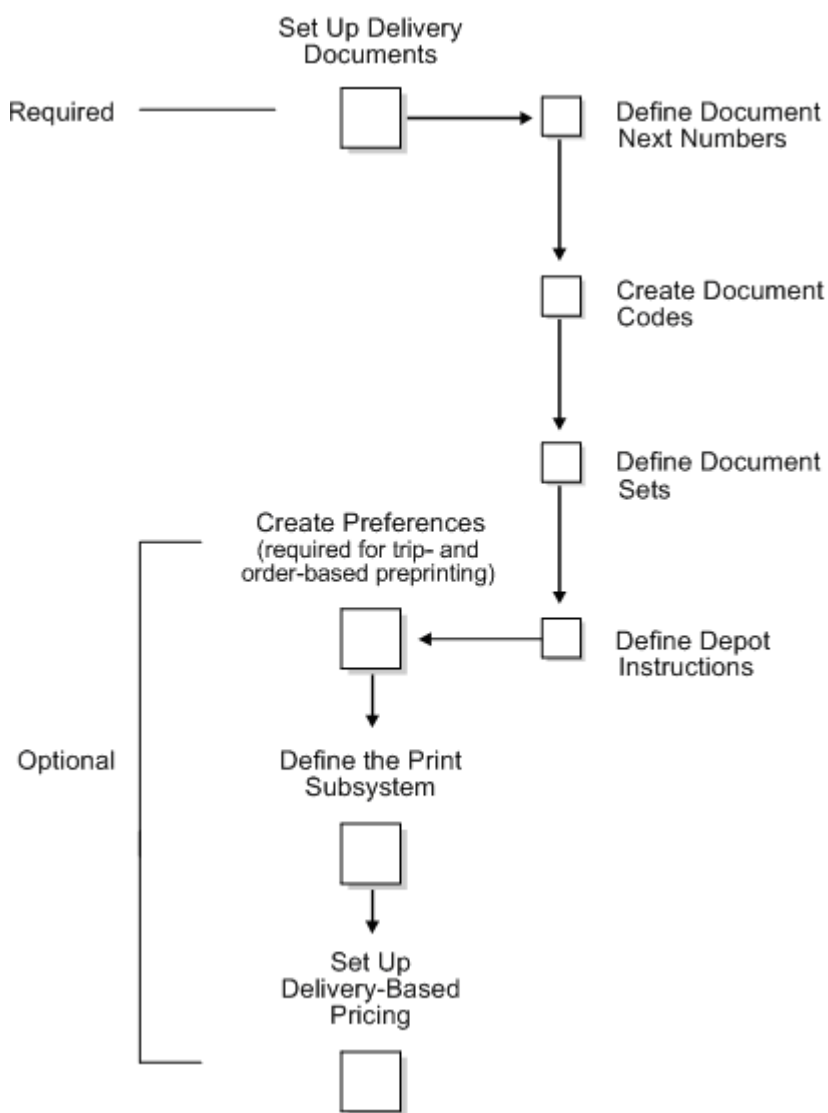 Set Up Delivery
Documents
Required
Define Document
Next Numbers
Create Document
Codes
Define Document
Sets
Create Preferences
(required for trip- and
order-based preprinting)
Define Depot
Instructions
Optional
Define the Print
Subsystem
Set Up
Delivery-Based
Pricing